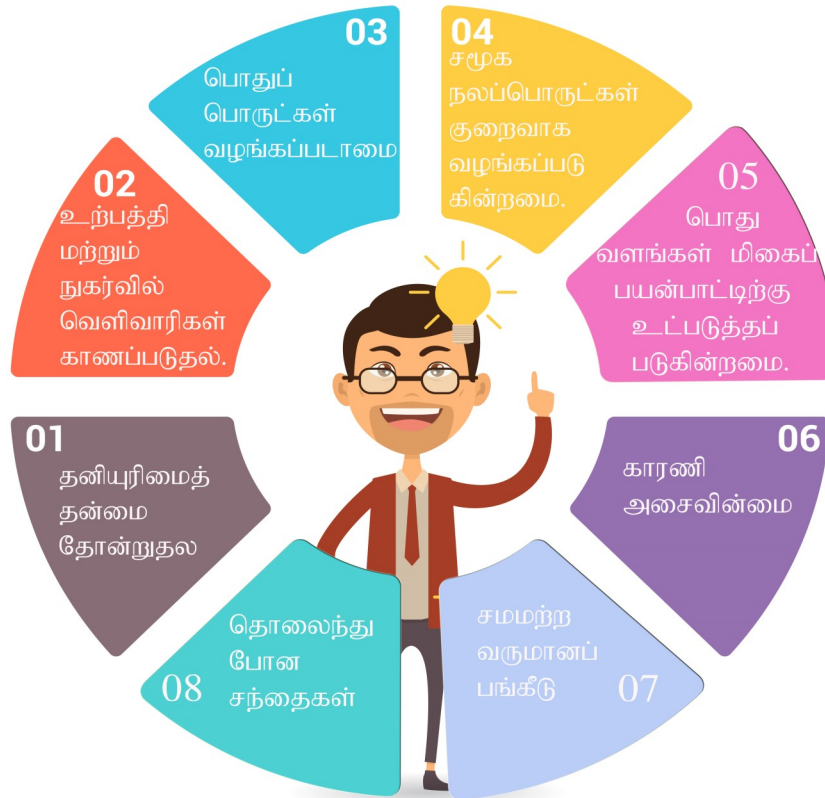 01
தனியுரிமைத்
தன்மை
தோன்றுதல
02
உற்பத்தி
மற்றும்
நுகர்வில்
வெளிவாரிகள்
காணப்படுதல்.
03
பொதுப்
பொருட்கள்
வழங்கப்படாமை
04
சமூக
நலப்பொருட்கள்
குறைவாக
வழங்கப்படு
கின்றமை.
05
பொது
வளங்கள் மிகைப்
பயன்பாட்டிற்கு
உட்படுத்தப்
படுகின்றமை.
06
காரணி
அசைவின்மை
சமமற்ற
வருமானப்
பங்கீடு 07
தொலைந்து
போன
08 சந்தைகள்